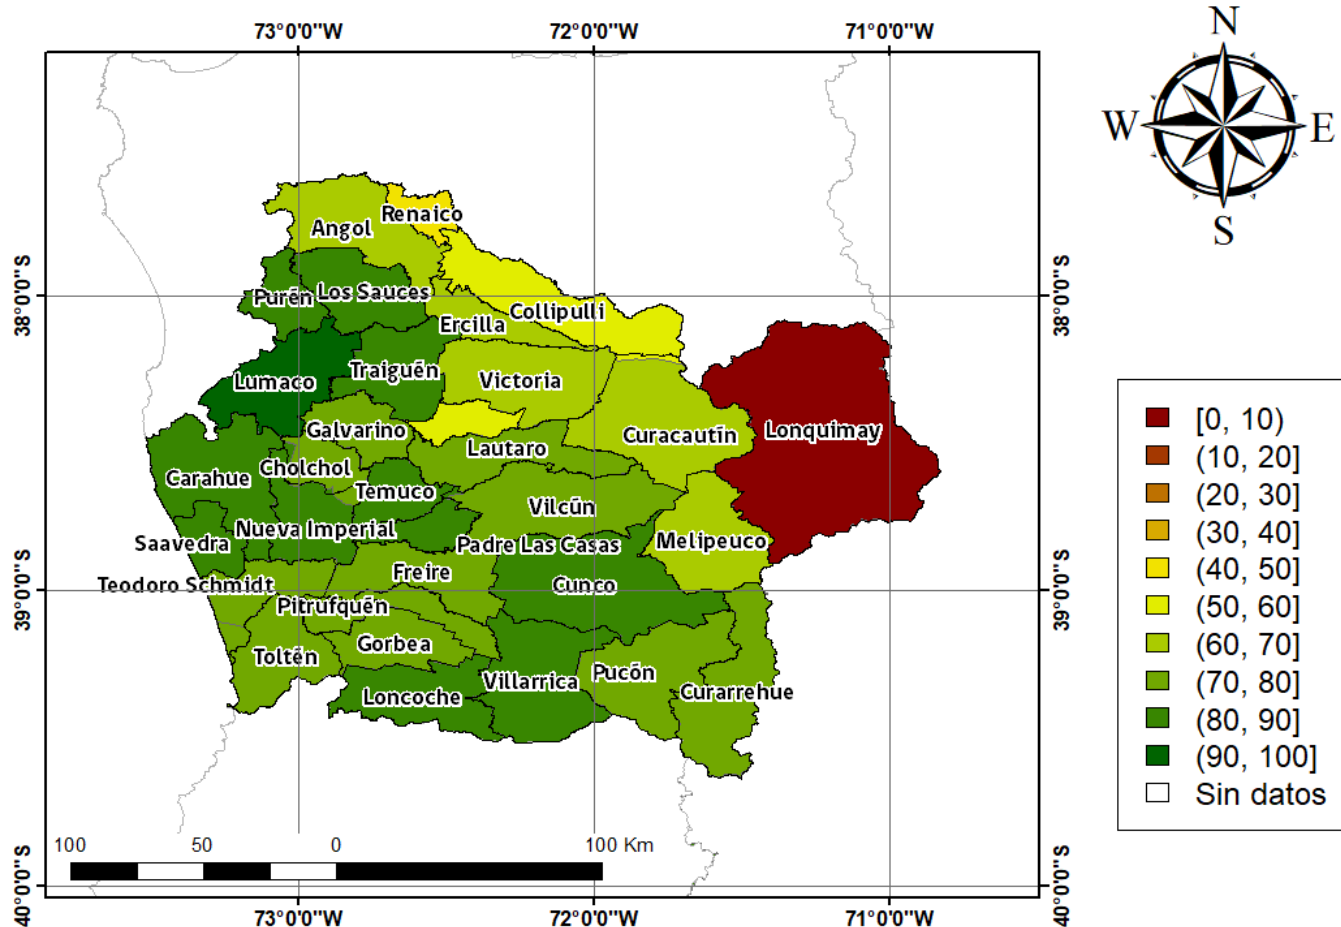 73°0'0"W 72°0'0"W 71°0'0"W
N
W E
S
38°0'0"S
38°0'0"S
39°0'0"S
39°0'0"S
40°0'0"S
40°0'0"S
Renaico
Angol
Purén Los Sauces
Collipulli
Ercilla
Traiguén
Lumaco
Victoria
Galvarino
Curacautín
Lonquimay
Lautaro
Cholchol
Carahue
Temuco
Vilcún
Nueva Imperial
Saavedra
Padre Las Casas
Melipeuco
Freire
Teodoro Schmidt
Cunco
Pitrufquén
Gorbea
Toltén
Pucón
Villarrica
Curarrehue
Loncoche
100 50 0 100 Km
73°0'0"W 72°0'0"W 71°0'0"W
[0, 10)
(10, 20]
(20, 30]
(30, 40]
(40, 50]
(50, 60]
(60, 70]
(70, 80]
(80, 90]
(90, 100]
Sin datos